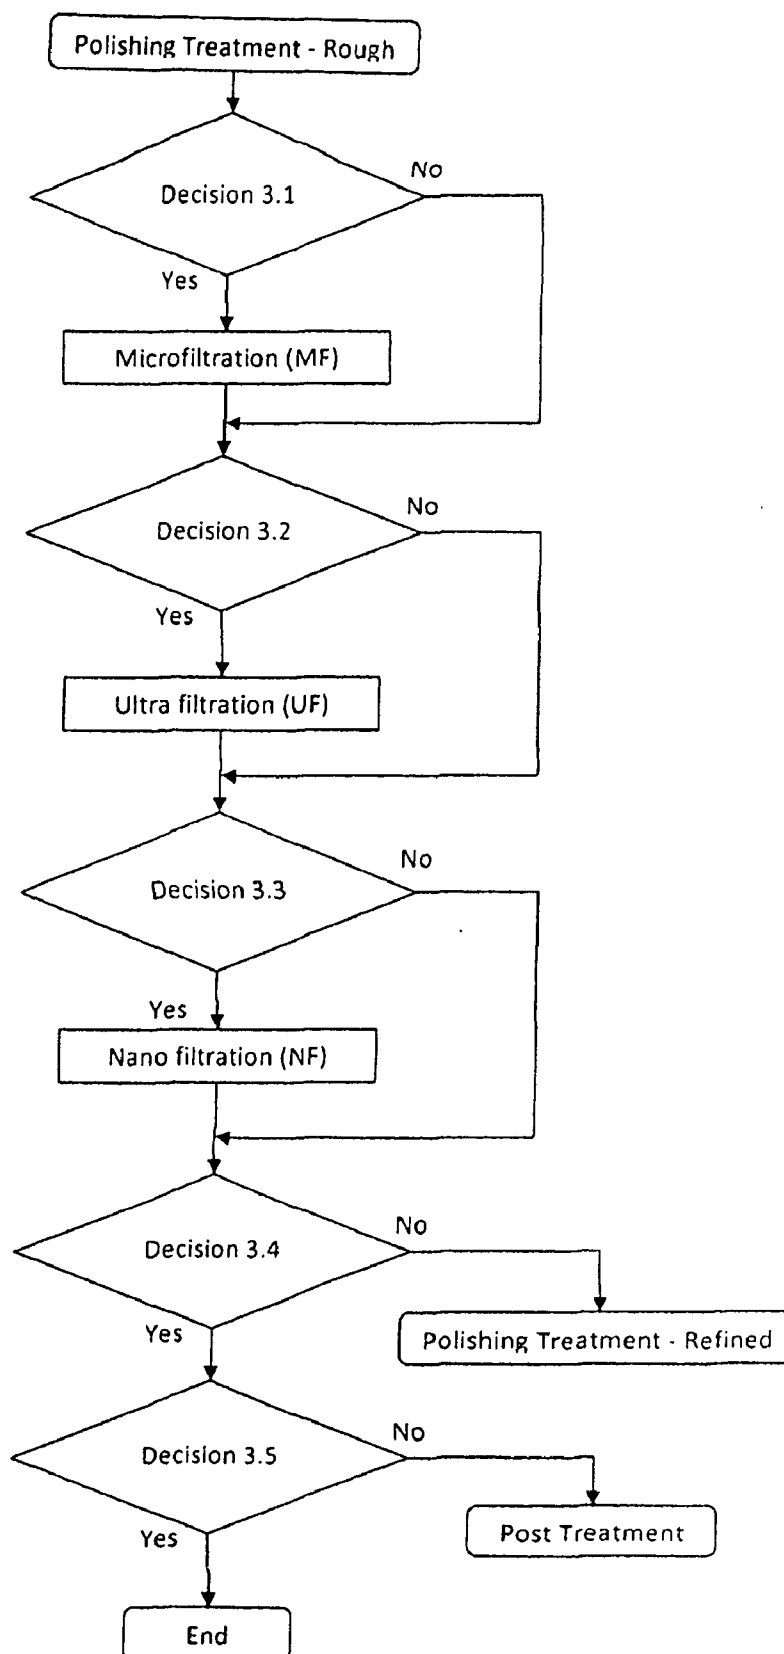 Polishing Treatment - Rough
Decision 3.1
No
Yes
Microfiltration (MF)
Decision 3.2
No
Yes
Ultra filtration (UF)
Decision 3.3
No
Yes
Nano filtration (NF)
Decision 3.4
No
Yes
Polishing Treatment - Refined
Decision 3.5
No
Yes
Post Treatment
End